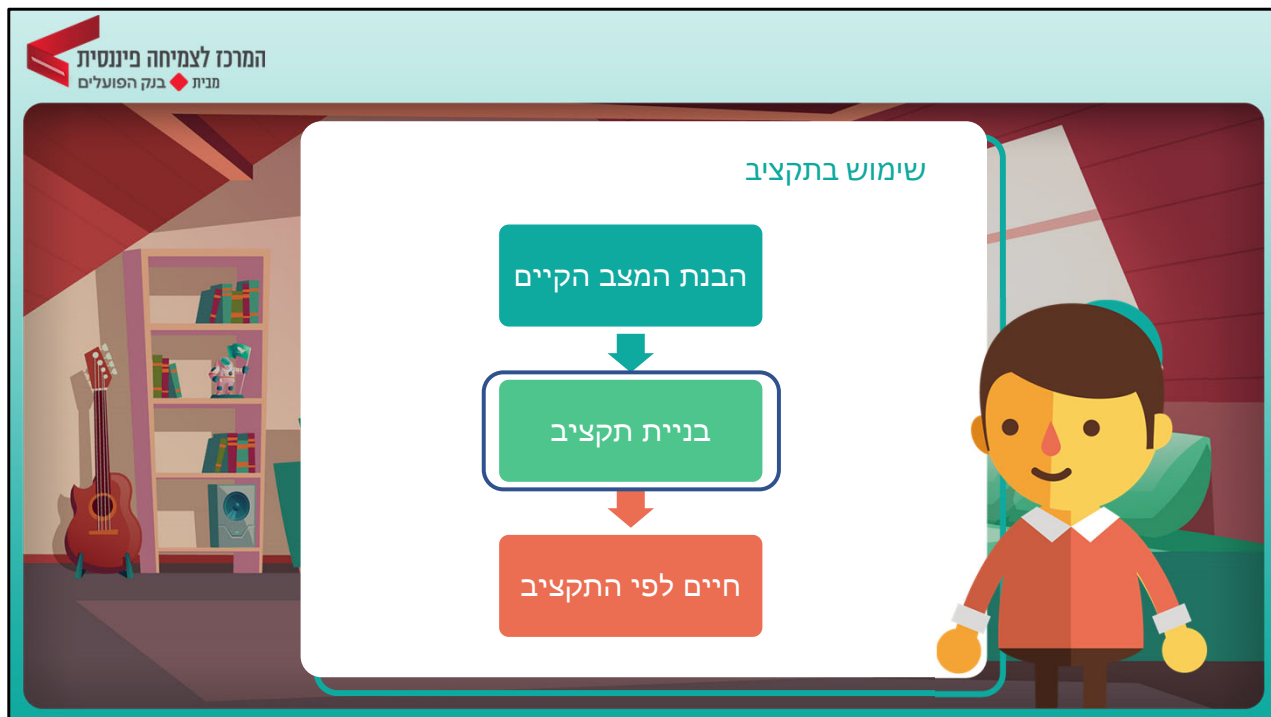 המרכז לצמיחה פיננסית
מבית בנק הפועלים
שימוש בתקציב
הבנת המצב הקיים
בניית תקציב
חיים לפי התקציב